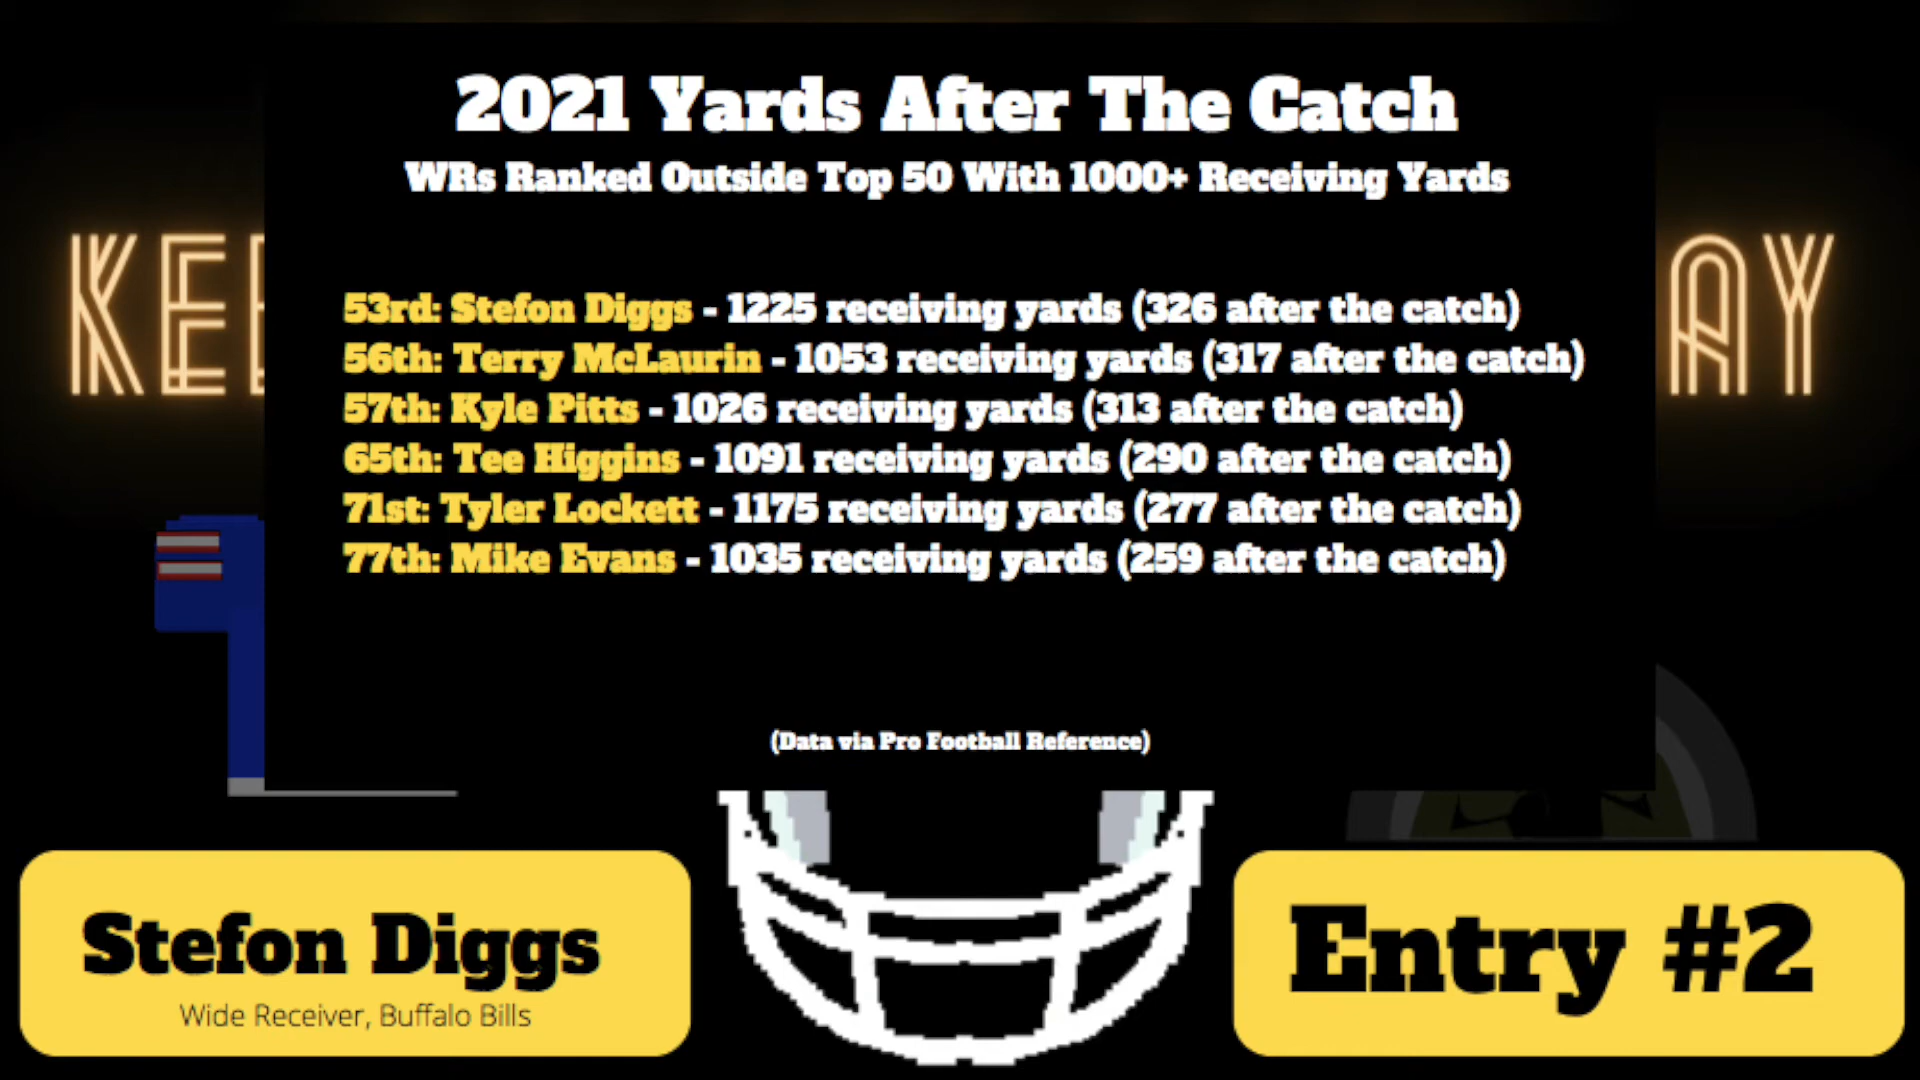 2021 Yards After The Catch
WRs Ranked Outside Top 50 With 1000+ Receiving Yards
KEE
AY
53rd: Stefon Diggs - 1225 receiving yards (326 after the catch)
56th: Terry McLaurin - 1053 receiving yards (317 after the catch)
57th: Kyle Pitts - 1026 receiving yards (313 after the catch)
65th: Tee Higgins - 1091 receiving yards (290 after the catch)
71st: Tyler Lockett - 1175 receiving yards (277 after the catch)
77th: Mike Evans - 1035 receiving yards (259 after the catch)
(Data via Pro Football Reference)
Stefon Diggs
Wide Receiver, Buffalo Bills
Entry #2